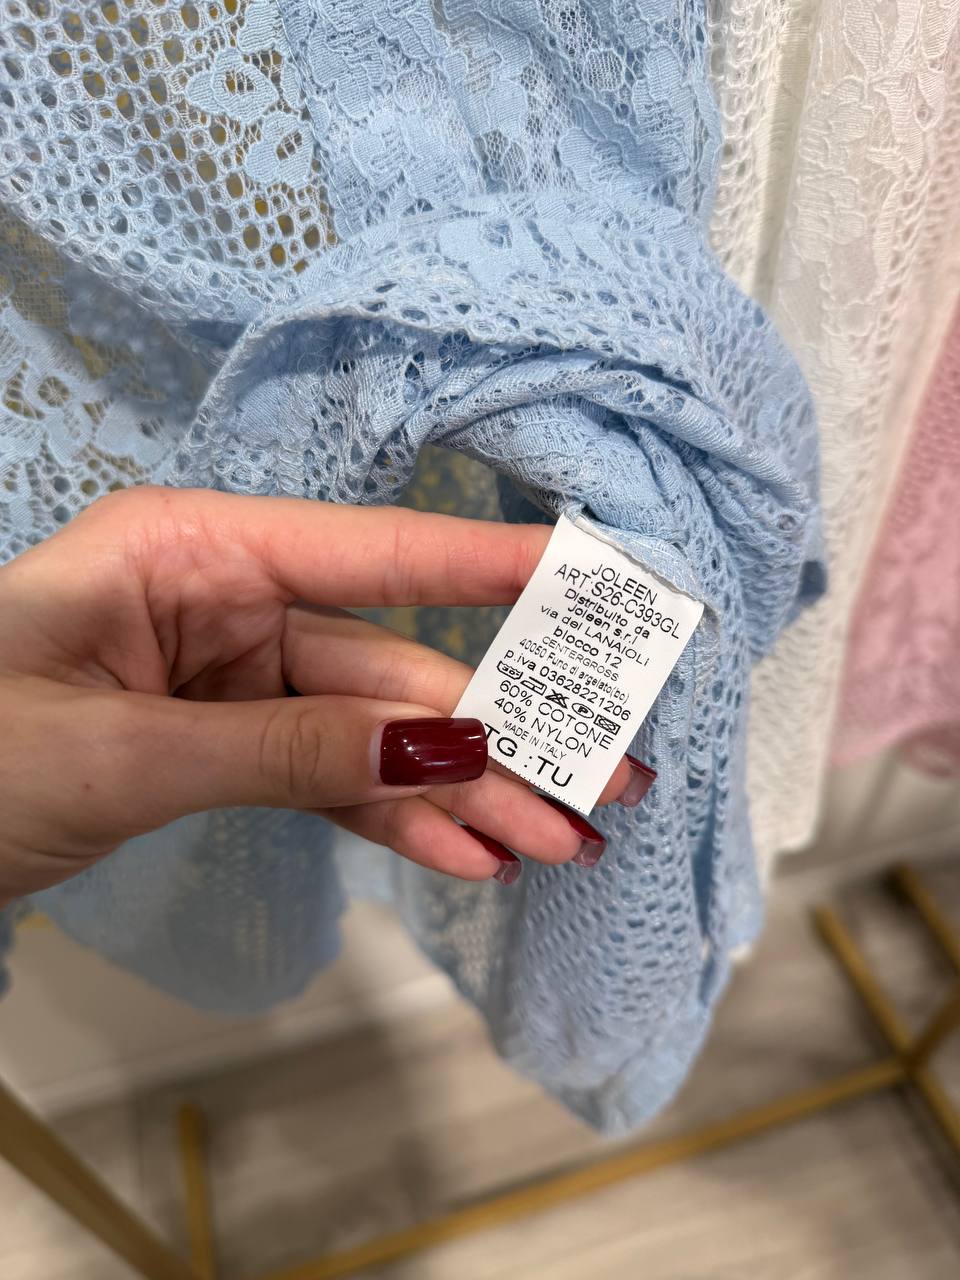 JOLEEN
ART:S26-C393GL
Distribuito da
Joleen s.r.l
via dei LANAIOLI
blocco 12
CENTERGROSS
40050 Funo di argelato(bo)
p.iva 03628221206
60% COTONE
40% NYLON
MADE IN ITALY
TG :TU